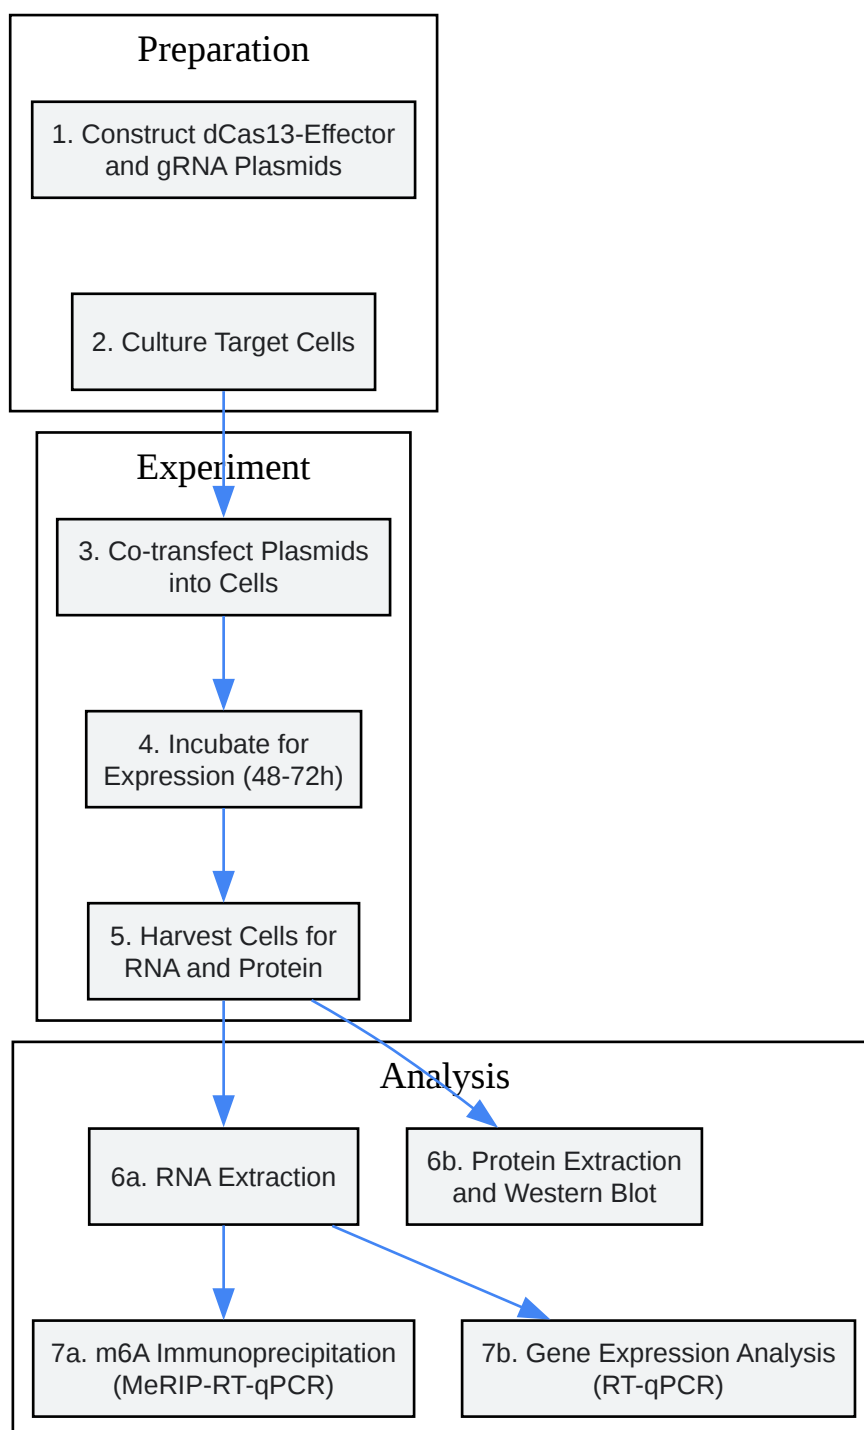 Preparation
1. Construct dCas13-Effector
and gRNA Plasmids
2. Culture Target Cells
Experiment
3. Co-transfect Plasmids
into Cells
4. Incubate for
Expression (48-72h)
5. Harvest Cells for
RNA and Protein
Analysis
6a. RNA Extraction
6b. Protein Extraction
and Western Blot
7a. m6A Immunoprecipitation
(MeRIP-RT-qPCR)
7b. Gene Expression Analysis
(RT-qPCR)